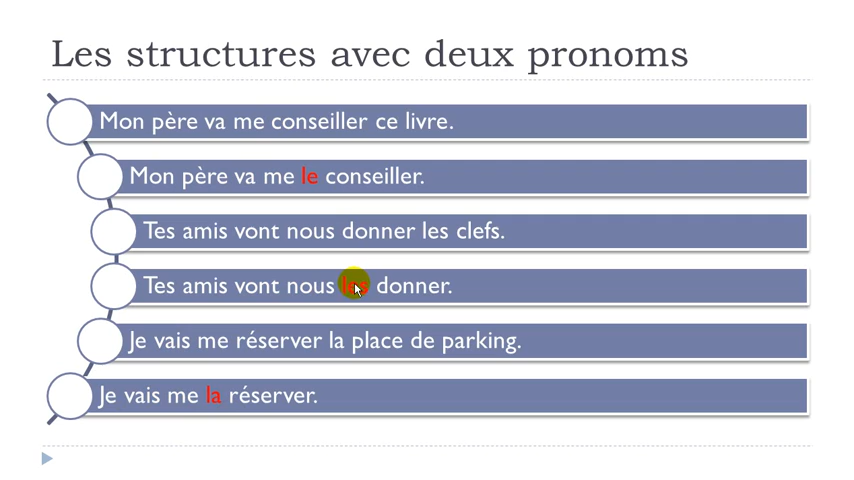 Les structures avec deux pronoms
Mon père va me conseiller ce livre.
Mon père va me le conseiller.
Tes amis vont nous donner les clefs.
Tes amis vont nous les donner.
Je vais me réserver la place de parking.
Je vais me la réserver.